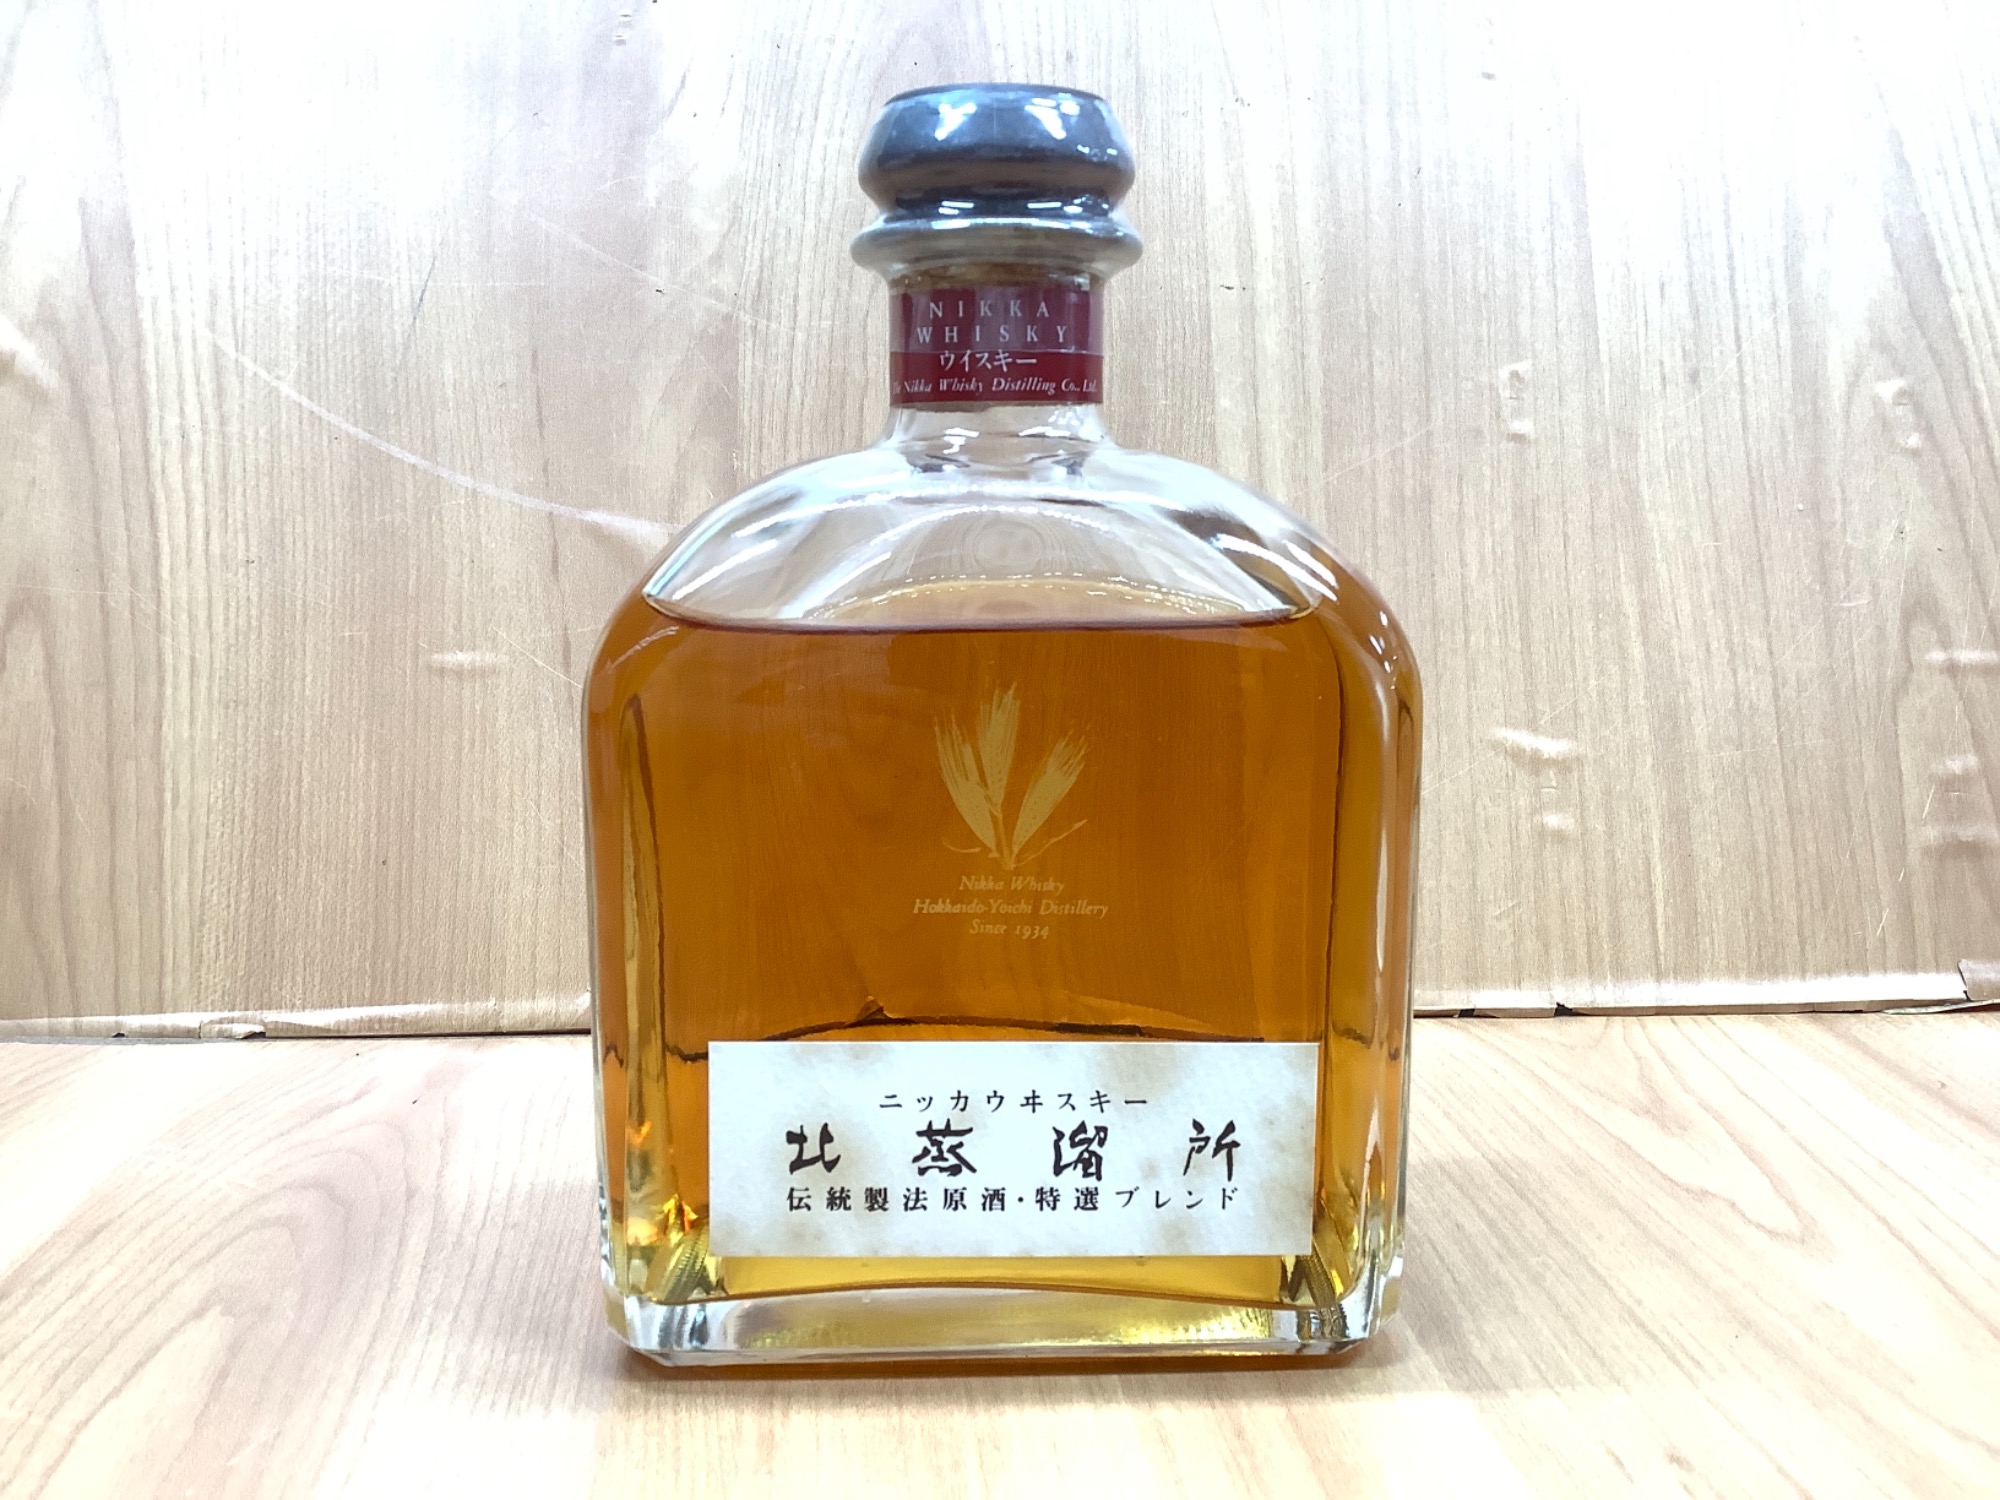 NIKKA
WHISKY
ウイスキー
The Nikka Whisky Distilling Co., Ltd.
Nikka Whisky
Hokkaido-Yoichi Distillery
Since 1934
ニッカウヰスキー
北蒸溜所
伝統製法原酒・特選ブレンド